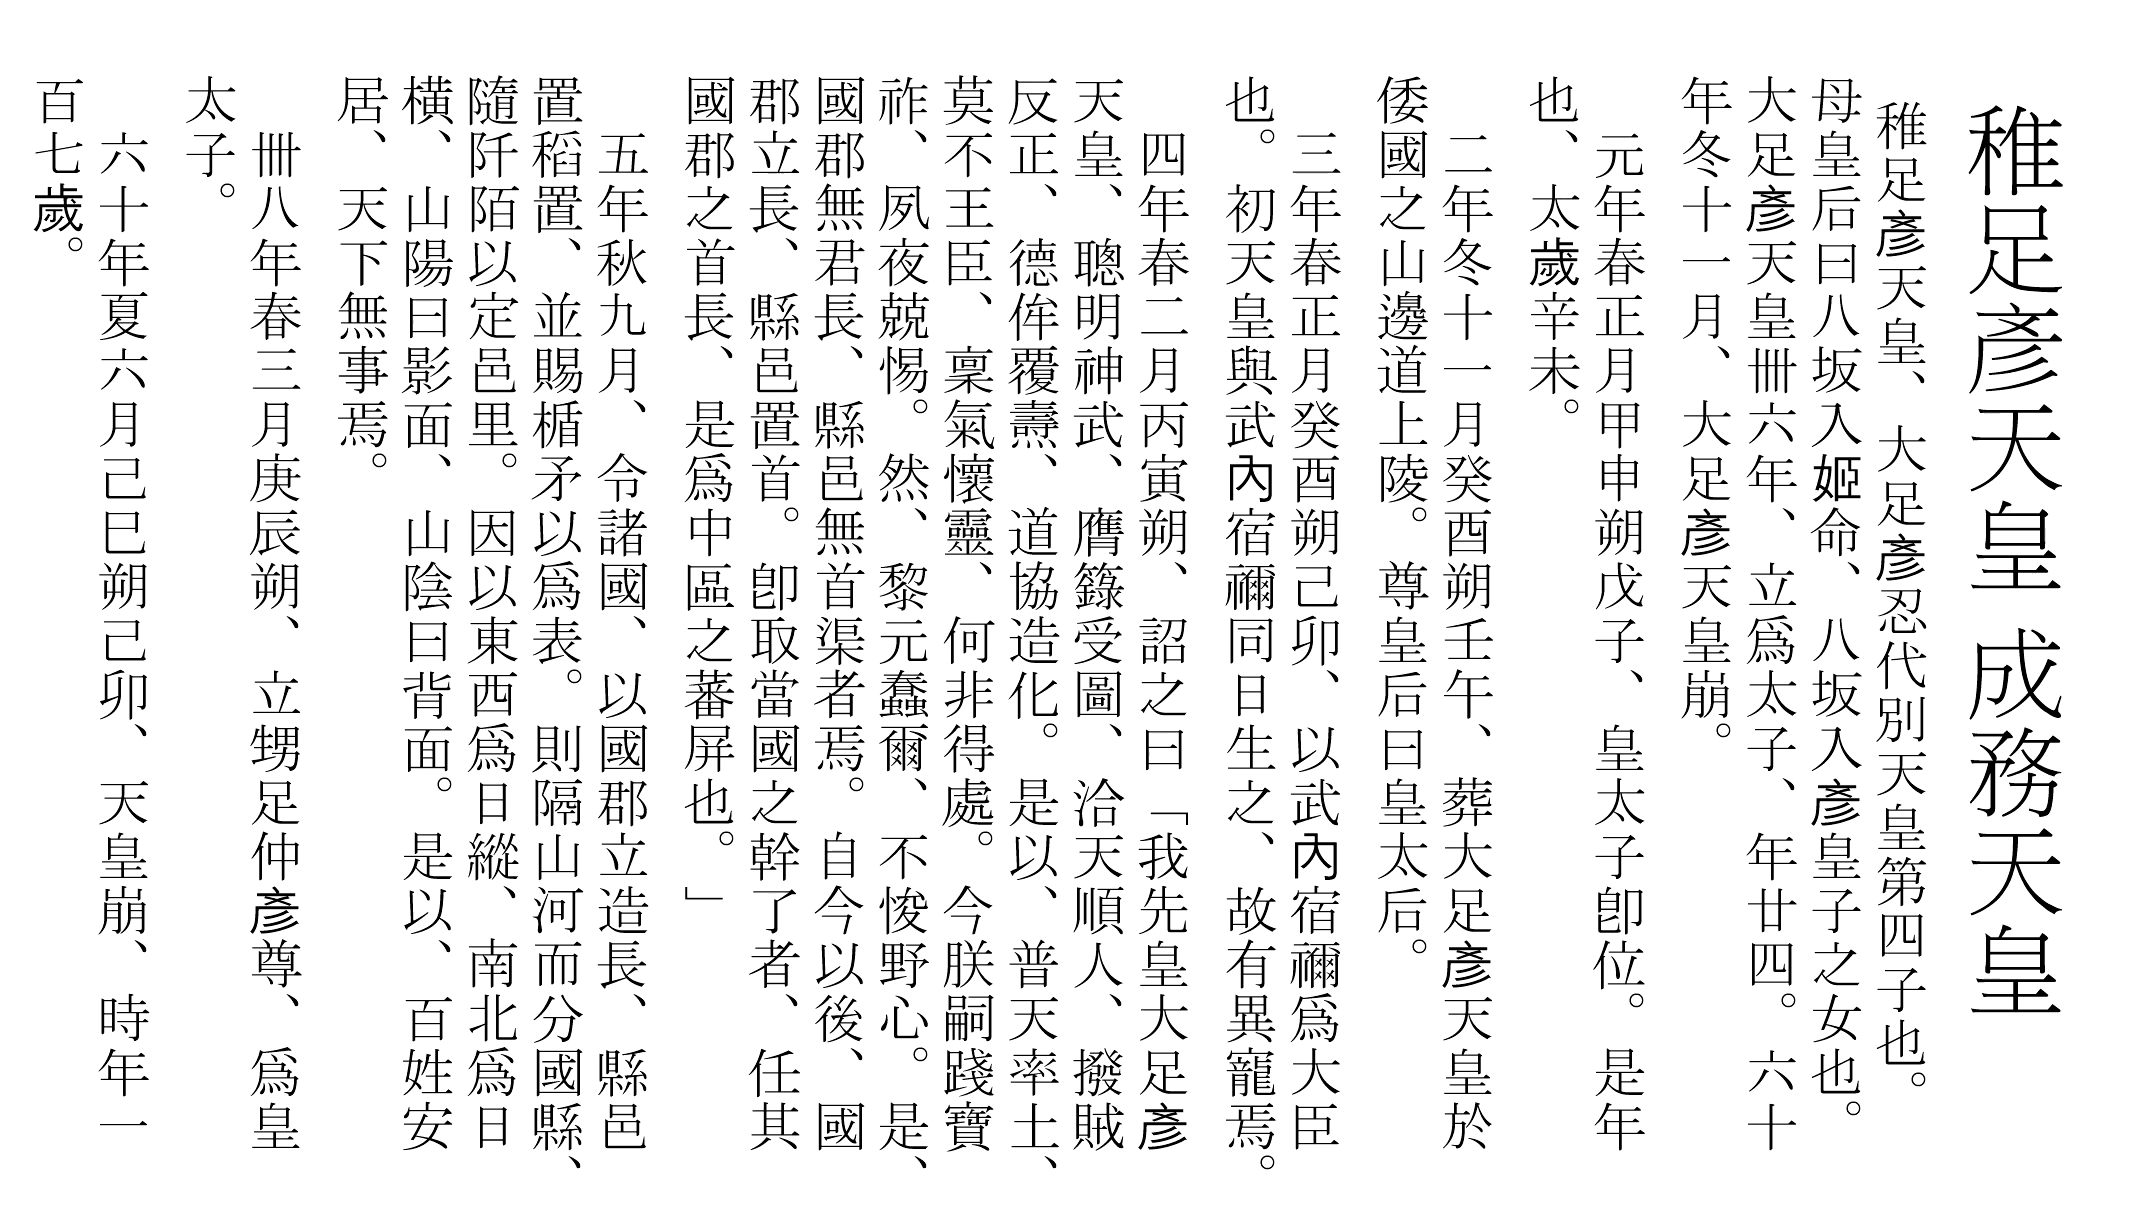 稚足彥天皇 成務天皇
稚足彥天皇、大足彥忍代別天皇第四子也。
母皇后曰八坂入姬命、八坂入彥皇子之女也。
大足彥天皇卌六年、立爲太子、年廿四。六十
年冬十一月、大足彥天皇崩。
元年春正月甲申朔戊子、皇太子卽位。是年
也、太歲辛未。
二年冬十一月癸酉朔壬午、葬大足彥天皇於
倭國之山邊道上陵。尊皇后曰皇太后。
三年春正月癸酉朔己卯、以武內宿禰爲大臣
也。初天皇與武內宿禰同日生之、故有異寵焉。
四年春二月丙寅朔、詔之曰「我先皇大足彥
天皇、聰明神武、膺籙受圖、洽天順人、撥賊
反正、德侔覆燾、道協造化。是以、普天率土、
莫不王臣、稟氣懷靈、何非得處。今朕嗣踐寶
祚、夙夜兢惕。然、黎元蠢爾、不悛野心。是、
國郡無君長、縣邑無首渠者焉。自今以後、國
郡立長、縣邑置首。卽取當國之幹了者、任其
國郡之首長、是爲中區之蕃屏也。」
五年秋九月、令諸國、以國郡立造長、縣邑
置稻置、並賜楯矛以爲表。則隔山河而分國縣、
隨阡陌以定邑里。因以東西爲日縱、南北爲日
橫、山陽曰影面、山陰曰背面。是以、百姓安
居、天下無事焉。
卌八年春三月庚辰朔、立甥足仲彥尊、爲皇
太子。
六十年夏六月己巳朔己卯、天皇崩、時年一
百七歲。